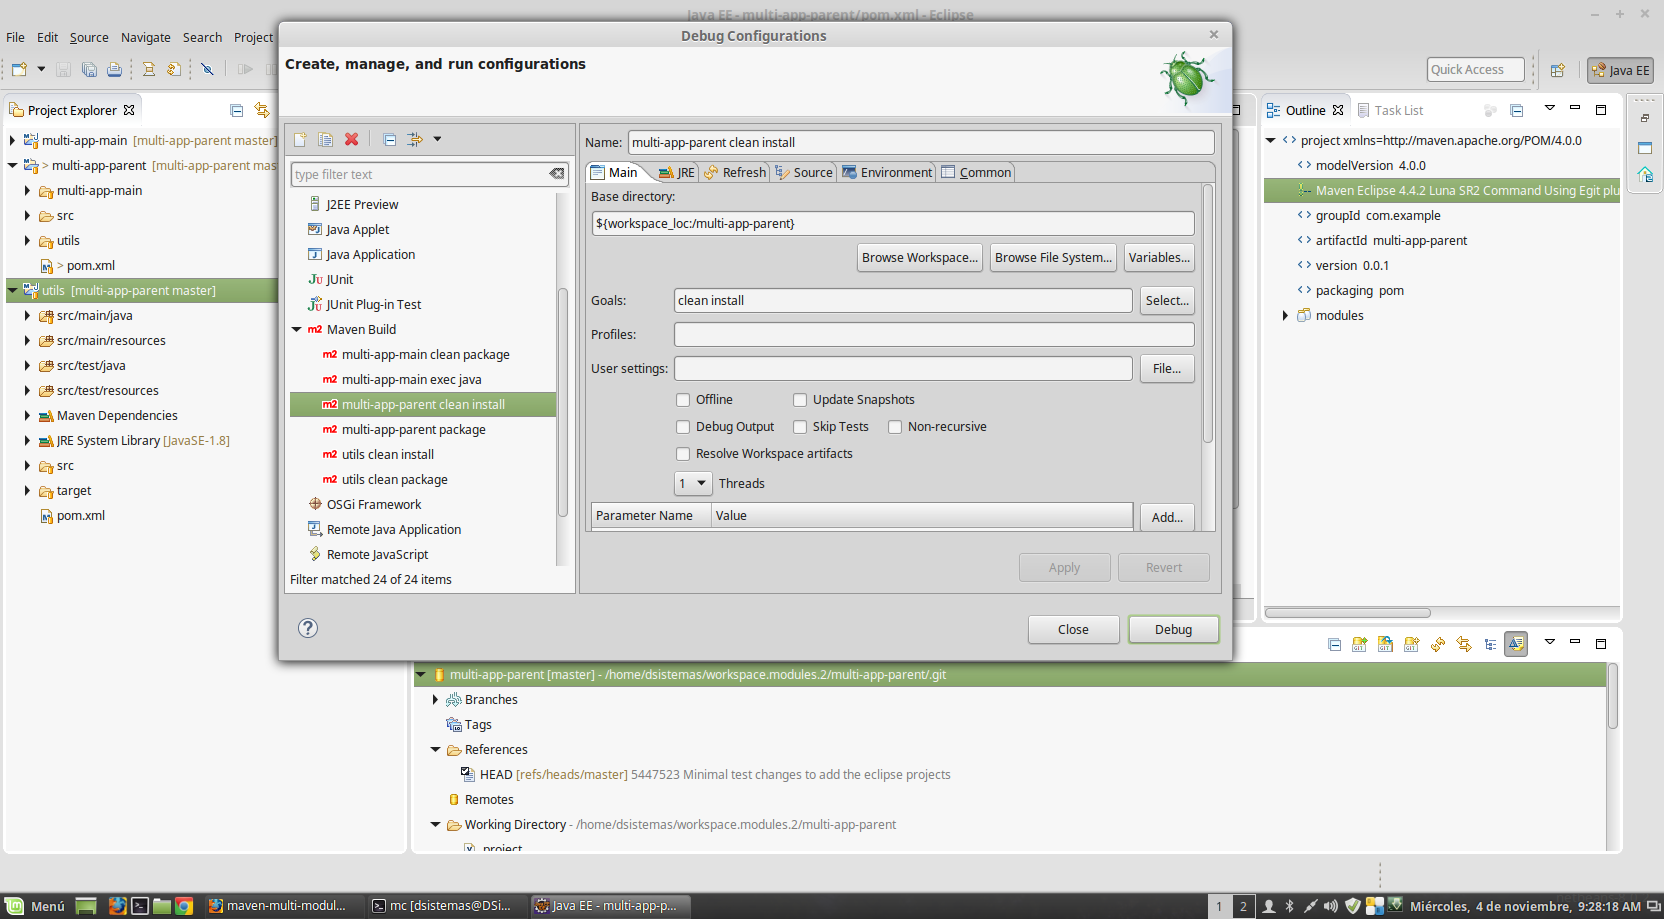 Java EE - multi-app-parent/pom.xml - Eclipse
File Edit Source Navigate Search Project
Quick Access
Java EE
Project Explorer
multi-app-main [multi-app-parent master]
> multi-app-parent [multi-app-parent mas
multi-app-main
src
utils
> pom.xml
utils [multi-app-parent master]
src/main/java
src/main/resources
src/test/java
src/test/resources
Maven Dependencies
JRE System Library [JavaSE-1.8]
src
target
pom.xml
Debug Configurations
Create, manage, and run configurations
type filter text
J2EE Preview
Java Applet
Java Application
JUnit
JUnit Plug-in Test
Maven Build
multi-app-main clean package
multi-app-main exec java
multi-app-parent clean install
multi-app-parent package
utils clean install
utils clean package
OSGi Framework
Remote Java Application
Remote JavaScript
Filter matched 24 of 24 items
Name: multi-app-parent clean install
Main JRE Refresh Source Environment Common
Base directory:
${workspace_loc:/multi-app-parent}
Browse Workspace... Browse File System... Variables...
Goals: clean install Select...
Profiles:
User settings: File...
Offline Update Snapshots
Debug Output Skip Tests Non-recursive
Resolve Workspace artifacts
1 Threads
Parameter Name Value Add...
Apply Revert
Close Debug
Outline Task List
project xmlns=http://maven.apache.org/POM/4.0.0
modelVersion 4.0.0
Maven Eclipse 4.4.2 Luna SR2 Command Using Egit plu
groupId com.example
artifactId multi-app-parent
version 0.0.1
packaging pom
modules
multi-app-parent [master] - /home/dsistemas/workspace.modules.2/multi-app-parent/.git
Branches
Tags
References
HEAD [refs/heads/master] 5447523 Minimal test changes to add the eclipse projects
Remotes
Working Directory - /home/dsistemas/workspace.modules.2/multi-app-parent
.project
Menú maven-multi-modul... mc [dsistemas@DSi... Java EE - multi-app-p... 1 2 Miércoles, 4 de noviembre, 9:28:18 AM